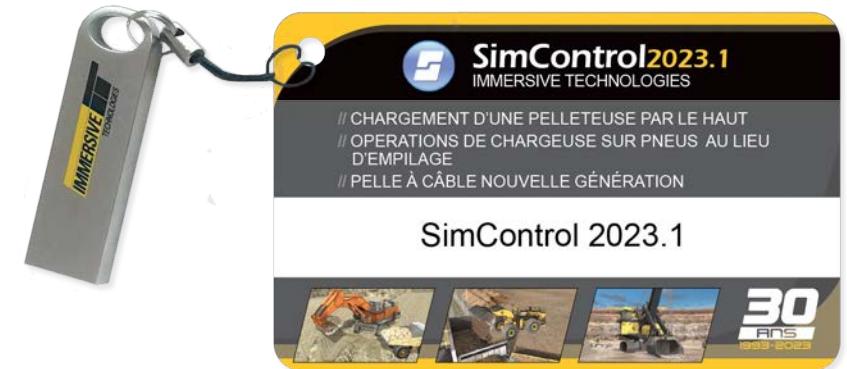 IMMERSIVE
TECHNOLOGIES
SimControl2023.1
IMMERSIVE TECHNOLOGIES
// CHARGEMENT D'UNE PELLETEUSE PAR LE HAUT
// OPERATIONS DE CHARGEUSE SUR PNEUS AU LIEU
D'EMPILAGE
// PELLE À CÂBLE NOUVELLE GÉNÉRATION
SimControl 2023.1
30
ANS
1993-2023